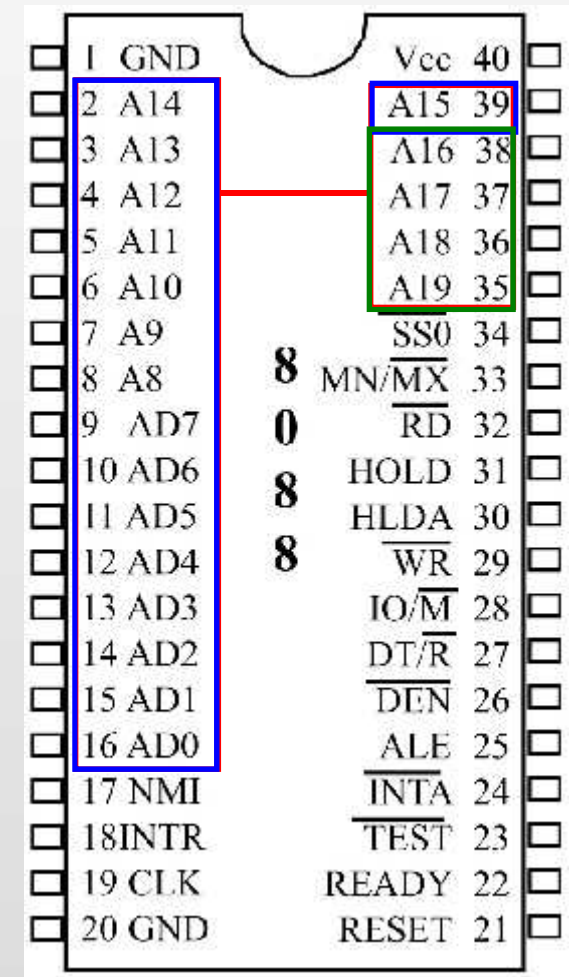 1 GND Vcc 40
2 A14 A15 39
3 A13 A16 38
4 A12 A17 37
5 A11 A18 36
6 A10 A19 35
7 A9 SS0 34
8 A8 MN/MX 33
9 AD7 RD 32
10 AD6 HOLD 31
11 AD5 HLDA 30
12 AD4 WR 29
13 AD3 IO/M 28
14 AD2 DT/R 27
15 AD1 DEN 26
16 AD0 ALE 25
17 NMI INTA 24
18INTR TEST 23
19 CLK READY 22
20 GND RESET 21
8
0
8
8